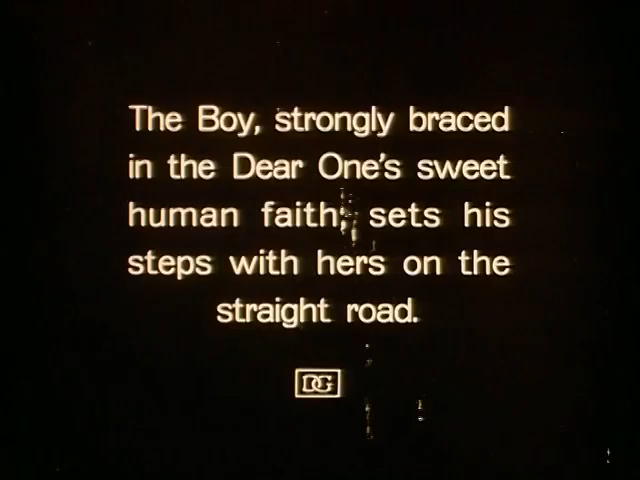 The Boy, strongly braced
in the Dear One's sweet
human faith, sets his
steps with hers on the
straight road.
DG